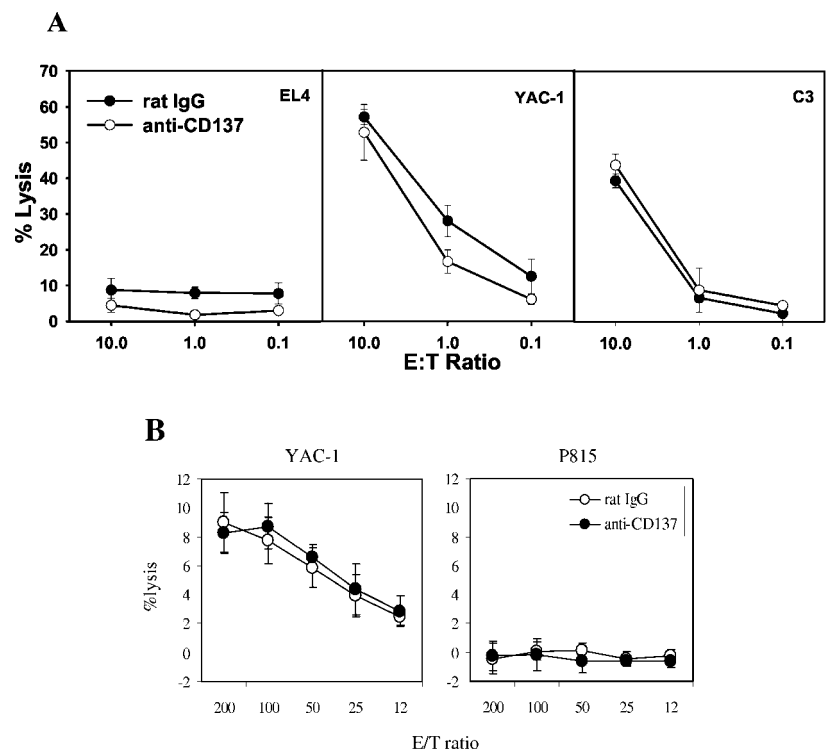 A
70
60
50
40
30
20
10
0
% Lysis
rat IgG
anti-CD137
EL4
YAC-1
C3
10.0 1.0 0.1 10.0 1.0 0.1 10.0 1.0 0.1
E:T Ratio
B
YAC-1 P815
12
10
8
6
4
2
0
-2
%lysis
12
10
8
6
4
2
0
-2
rat IgG
anti-CD137
200 100 50 25 12 200 100 50 25 12
E/T ratio